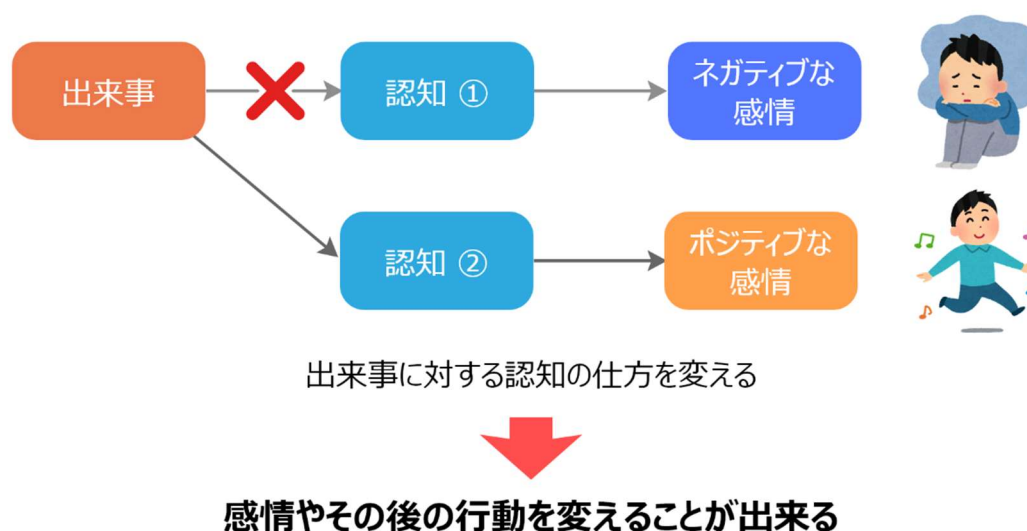 出来事
認知 ①
ネガティブな
感情
認知 ②
ポジティブな
感情
出来事に対する認知の仕方を変える
感情やその後の行動を変えることが出来る